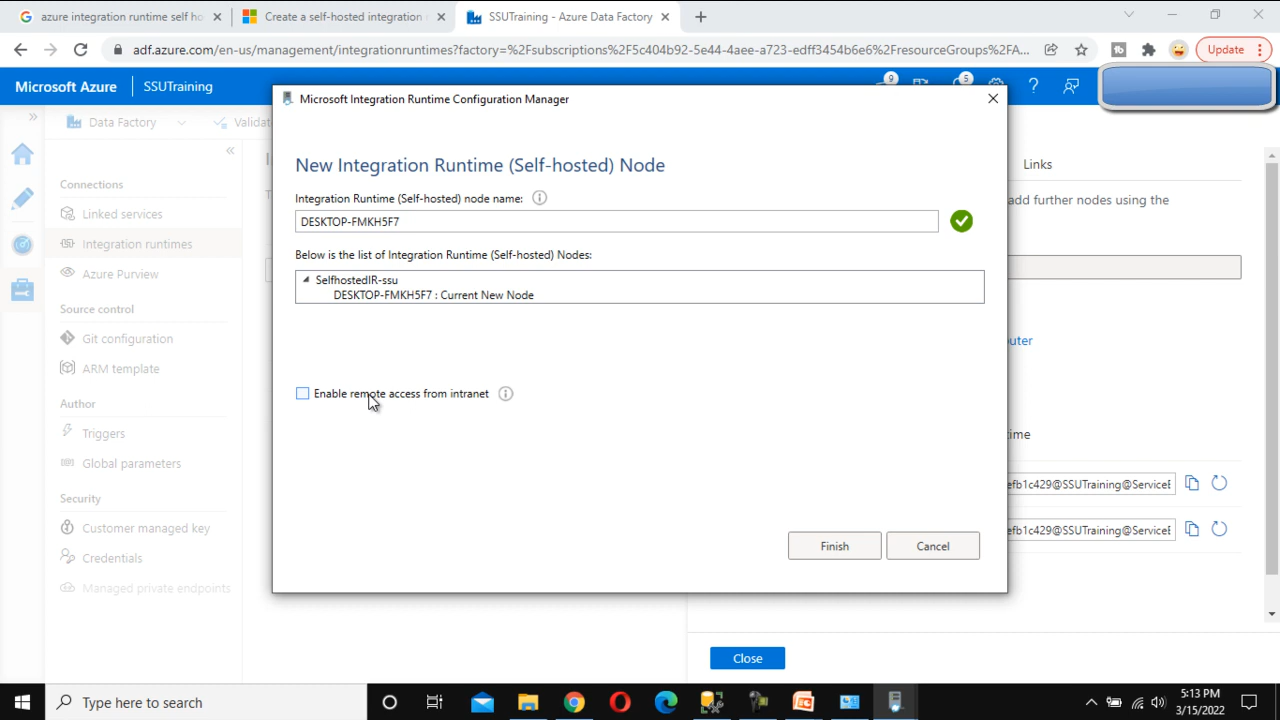 azure integration runtime self ho
Create a self-hosted integration
SSUTraining - Azure Data Factory
adf.azure.com/en-us/management/integrationruntimes?factory=%2Fsubscriptions%2F5c404b92-5e44-4aee-a723-edff3454b6e6%2FresourceGroups%2FA...
Update
Microsoft Azure
SSUTraining
9
5
Microsoft Integration Runtime Configuration Manager
Data Factory
Validat
Connections
Linked services
Integration runtimes
Azure Purview
Source control
Git configuration
ARM template
Author
Triggers
Global parameters
Security
Customer managed key
Credentials
Managed private endpoints
New Integration Runtime (Self-hosted) Node
Integration Runtime (Self-hosted) node name:
DESKTOP-FMKH5F7
Below is the list of Integration Runtime (Self-hosted) Nodes:
SelfhostedIR-ssu
DESKTOP-FMKH5F7 : Current New Node
Enable remote access from intranet
Finish
Cancel
Links
add further nodes using the
uter
ime
efb1c429@SSUTraining@ServiceE
efb1c429@SSUTraining@ServiceE
Close
Type here to search
5:13 PM
3/15/2022